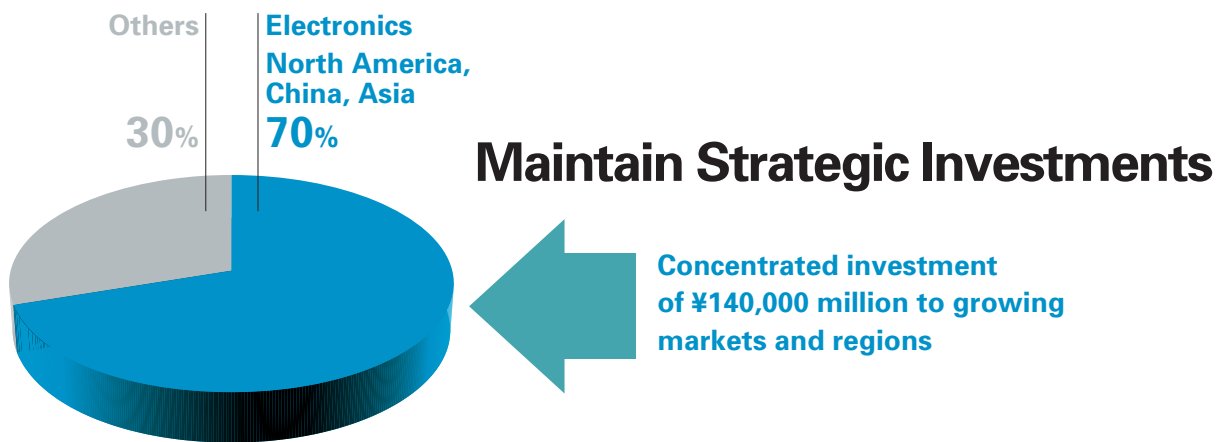 Others
30%
Electronics
North America,
China, Asia
70%
Maintain Strategic Investments
Concentrated investment
of ¥140,000 million to growing
markets and regions